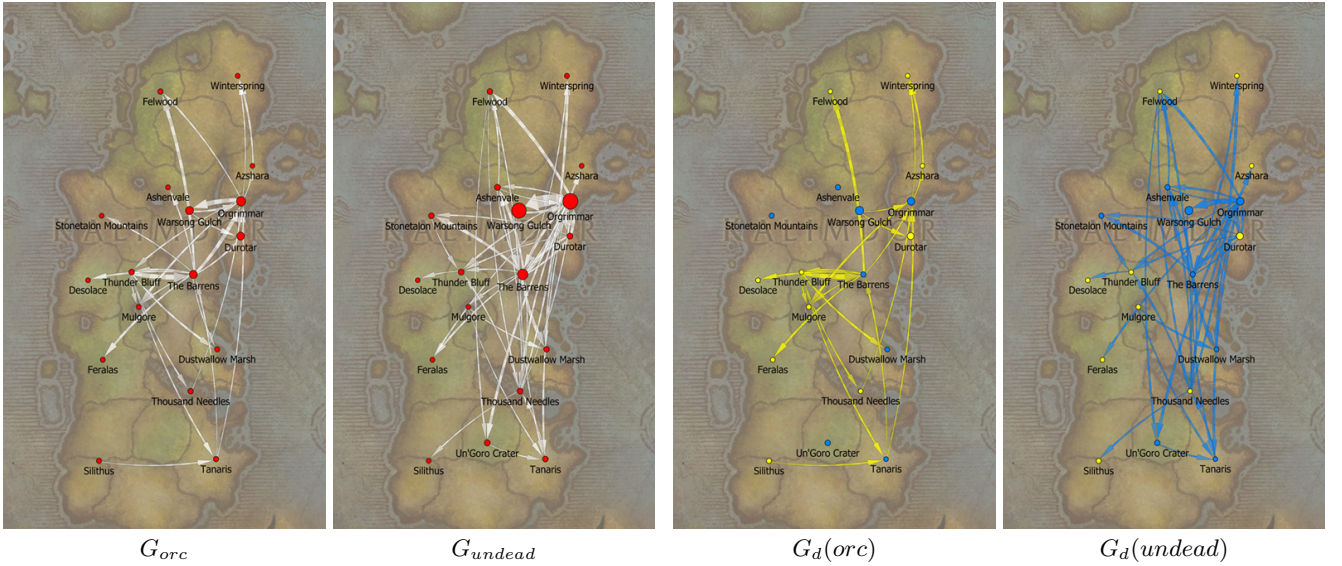 Winterspring
Felwood
Azshara
Ashenvale
Orgrimmar
Warsong Gulch
Stonetalon Mountains
Durotar
Thunder Bluff
The Barrens
Desolace
Mulgore
Dustwallow Marsh
Feralas
Thousand Needles
Silithus
Tanaris
G_orc
Winterspring
Felwood
Azshara
Ashenvale
Orgrimmar
Warsong Gulch
Stonetalon Mountains
Durotar
Thunder Bluff
The Barrens
Desolace
Mulgore
Dustwallow Marsh
Feralas
Thousand Needles
Un'Goro Crater
Silithus
Tanaris
G_undead
Winterspring
Felwood
Azshara
Ashenvale
Orgrimmar
Warsong Gulch
Stonetalon Mountains
Durotar
Thunder Bluff
The Barrens
Desolace
Mulgore
Dustwallow Marsh
Feralas
Thousand Needles
Un'Goro Crater
Silithus
Tanaris
G_d(orc)
Winterspring
Felwood
Azshara
Ashenvale
Orgrimmar
Warsong Gulch
Stonetalon Mountains
Durotar
Thunder Bluff
The Barrens
Desolace
Mulgore
Dustwallow Marsh
Feralas
Thousand Needles
Un'Goro Crater
Silithus
Tanaris
G_d(undead)